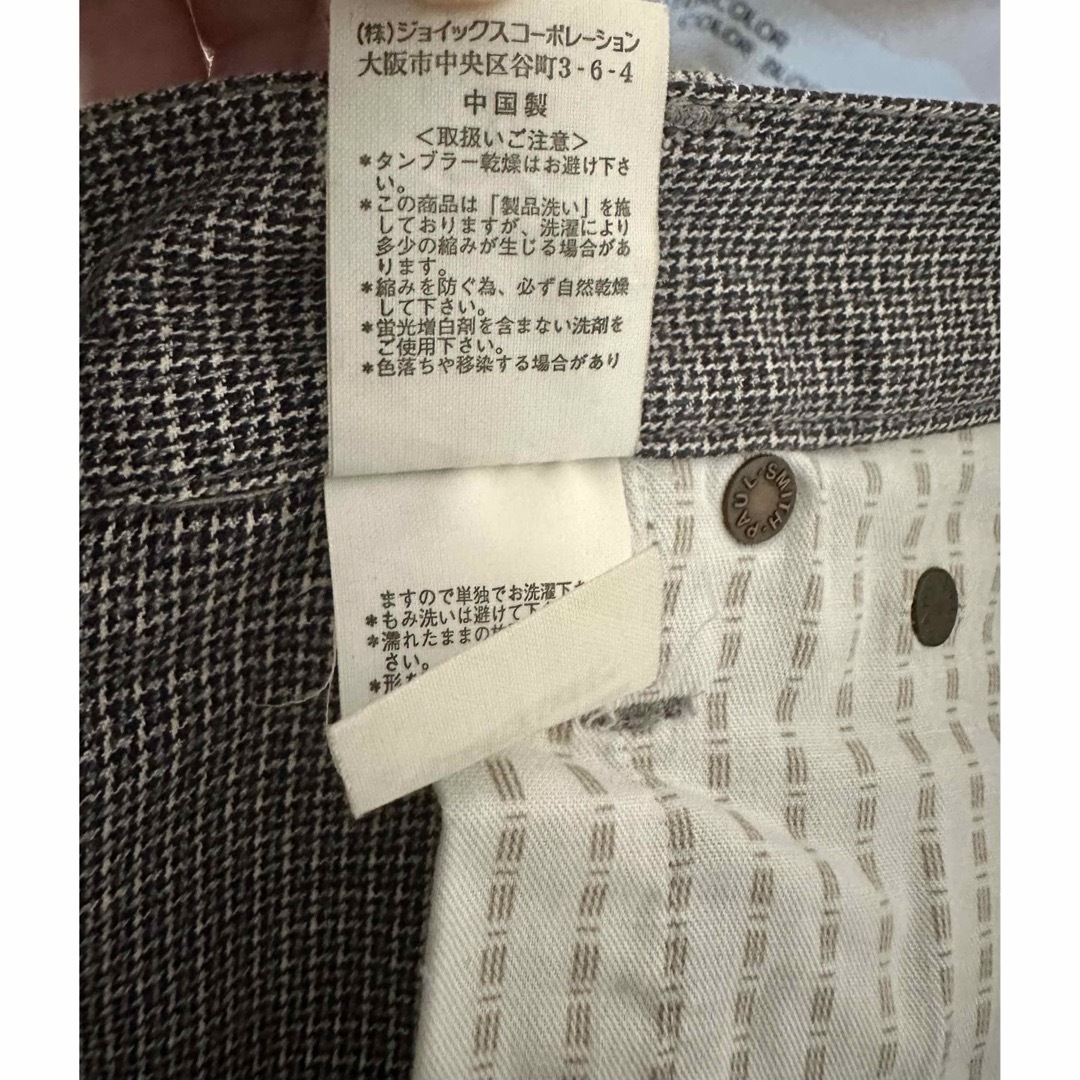 COLOR
COLOR BLO
(株)ジョイックスコーポレーション
大阪市中央区谷町3-6-4
中国製
<取扱いご注意>
*タンブラー乾燥はお避け下さ
い。
*この商品は「製品洗い」を施
しておりますが、洗濯により
多少の縮みが生じる場合があ
ります。
*縮みを防ぐ為、必ず自然乾燥
して下さい。
*蛍光増白剤を含まない洗剤を
ご使用下さい。
*色落ちや移染する場合があり
PAUL・SMITH・
ますので単独でお洗濯下さ
*もみ洗いは避けて下
*濡れたままの
さい。
*形